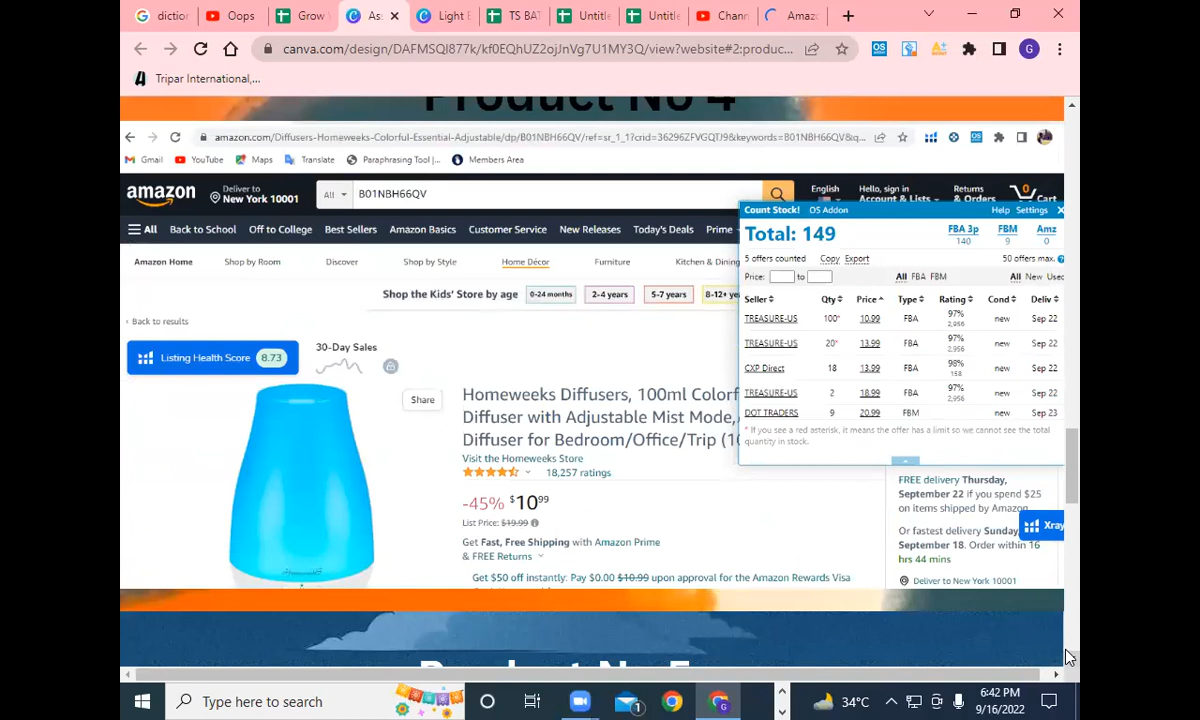 diction
Oops
Grow
As
Light E
TS BAT
Untitle
Untitle
Chann
Amazo
canva.com/design/DAFMSQl877k/kf0EQhUZ2ojJnVg7U1MY3Q/view?website#2:produc...
G
Tripar International,...
Product No 4
amazon.com/Diffusers-Homeweeks-Colorful-Essential-Adjustable/dp/B01NBH66QV/ref=sr_1_1?crid=36296ZFVGQTJ9&keywords=B01NBH66QV&q...
Gmail YouTube Maps Translate Paraphrasing Tool |... Members Area
amazon
Deliver to
New York 10001
All B01NBH66QV
English
Hello, sign in
Account & Lists
Returns
& Orders
0
Cart
All Back to School Off to College Best Sellers Amazon Basics Customer Service New Releases Today's Deals Prime
Amazon Home Shop by Room Discover Shop by Style Home Décor Furniture Kitchen & Dining
Shop the Kids' Store by age 0-24 months 2-4 years 5-7 years 8-12+ ye
Count Stock! OS Addon Help Settings X
Total: 149
FBA 3p FBM Amz
140 9 0
5 offers counted Copy Export 50 offers max.
Price: to All FBA FBM All New Used
Seller Qty Price Type Rating Cond Deliv
TREASURE-US 100* 10.99 FBA 97% 2,956 new Sep 22
TREASURE-US 20* 13.99 FBA 97% 2,956 new Sep 22
CXP Direct 18 13.99 FBA 98% 158 new Sep 22
TREASURE-US 2 18.99 FBA 97% 2,956 new Sep 22
DOT TRADERS 9 20.99 FBM new Sep 23
* If you see a red asterisk, it means the offer has a limit so we cannot see the total
quantity in stock.
‹ Back to results
Listing Health Score 8.73
30-Day Sales
Share
Homeweeks Diffusers, 100ml Colorf
Diffuser with Adjustable Mist Mode,
Diffuser for Bedroom/Office/Trip (10
Visit the Homeweeks Store
18,257 ratings
-45% $10.99
List Price: $19.99
Get Fast, Free Shipping with Amazon Prime
& FREE Returns
Get $50 off instantly: Pay $0.00 $10.99 upon approval for the Amazon Rewards Visa
FREE delivery Thursday,
September 22 if you spend $25
on items shipped by Amazon
Or fastest delivery Sunday,
September 18. Order within 16
hrs 44 mins
Xray
Deliver to New York 10001
Product No 5
Type here to search
1
34°C
6:42 PM
9/16/2022